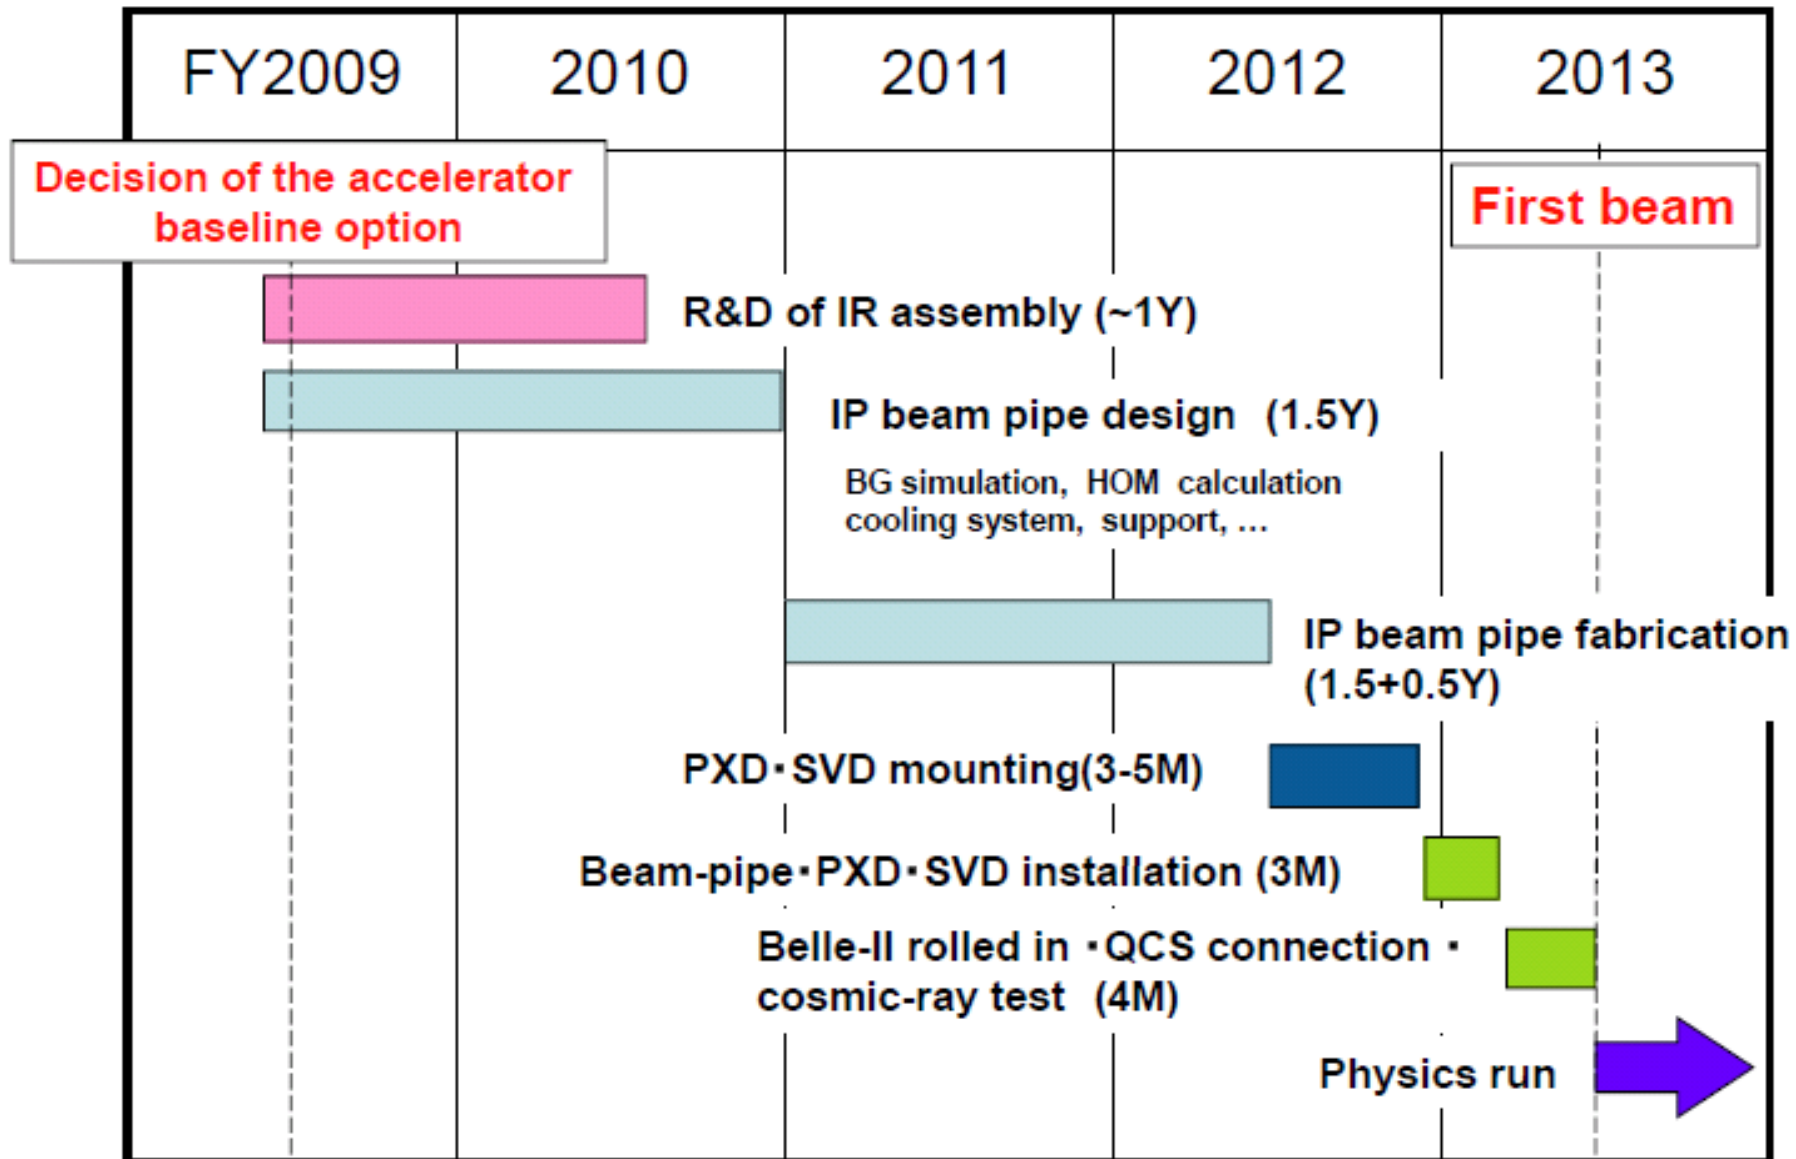 FY2009 2010 2011 2012 2013
Decision of the accelerator
baseline option
First beam
R&D of IR assembly (~1Y)
IP beam pipe design (1.5Y)
BG simulation, HOM calculation
cooling system, support, ...
IP beam pipe fabrication
(1.5+0.5Y)
PXD・SVD mounting(3-5M)
Beam-pipe・PXD・SVD installation (3M)
Belle-II rolled in ・QCS connection ・
cosmic-ray test (4M)
Physics run